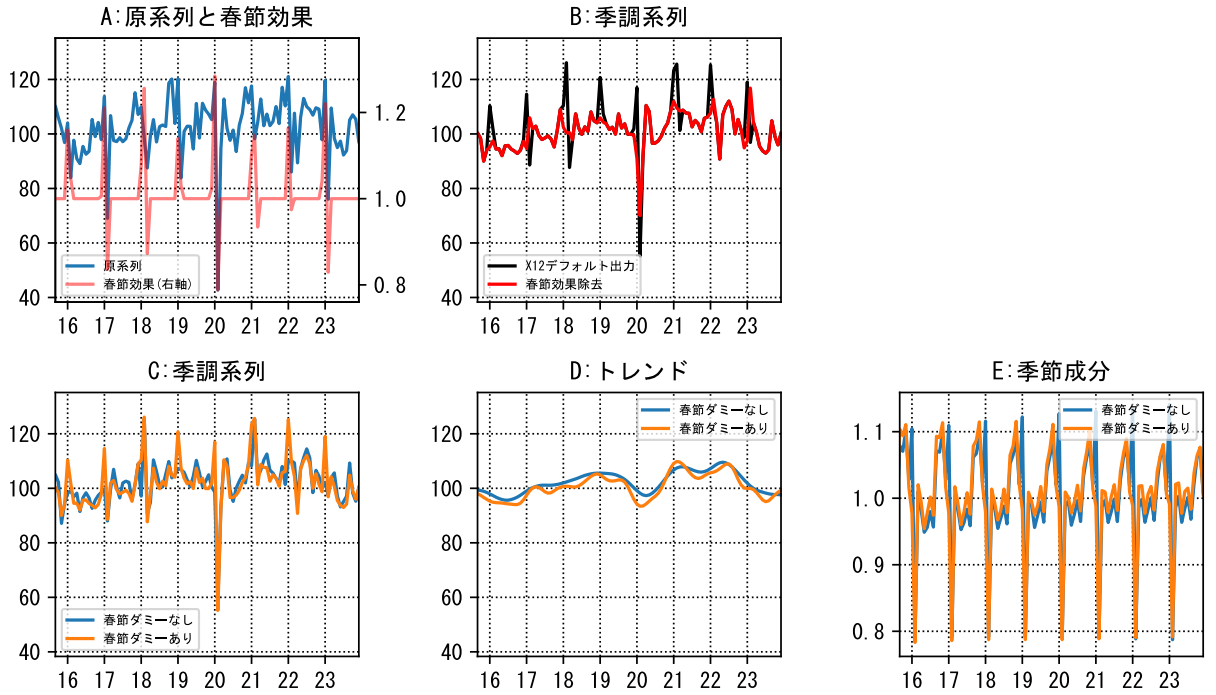 A:原系列と春節効果
120
100
80
60
40
1.2
1.0
0.8
原系列
春節効果(右軸)
16 17 18 19 20 21 22 23
B:季調系列
120
100
80
60
40
X12デフォルト出力
春節効果除去
16 17 18 19 20 21 22 23
C:季調系列
120
100
80
60
40
春節ダミーなし
春節ダミーあり
16 17 18 19 20 21 22 23
D:トレンド
120
100
80
60
40
春節ダミーなし
春節ダミーあり
16 17 18 19 20 21 22 23
E:季節成分
1.1
1.0
0.9
0.8
春節ダミーなし
春節ダミーあり
16 17 18 19 20 21 22 23